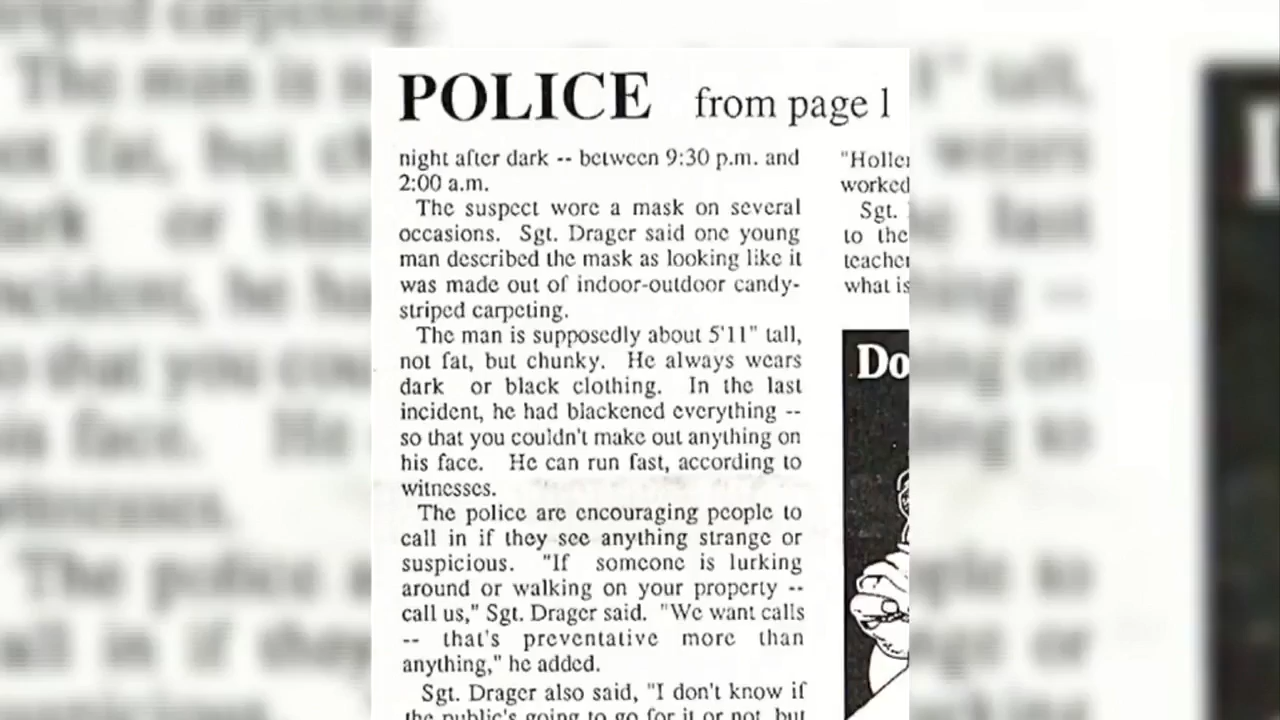 POLICE from page 1
night after dark -- between 9:30 p.m. and
2:00 a.m.
The suspect wore a mask on several
occasions. Sgt. Drager said one young
man described the mask as looking like it
was made out of indoor-outdoor candy-
striped carpeting.
The man is supposedly about 5'11" tall,
not fat, but chunky. He always wears
dark or black clothing. In the last
incident, he had blackened everything --
so that you couldn't make out anything on
his face. He can run fast, according to
witnesses.
The police are encouraging people to
call in if they see anything strange or
suspicious. "If someone is lurking
around or walking on your property --
call us," Sgt. Drager said. "We want calls
-- that's preventative more than
anything," he added.
Sgt. Drager also said, "I don't know if
the public's going to go for it or not, but
"Holler
worked
Sgt.
to the
teacher
what is
Do